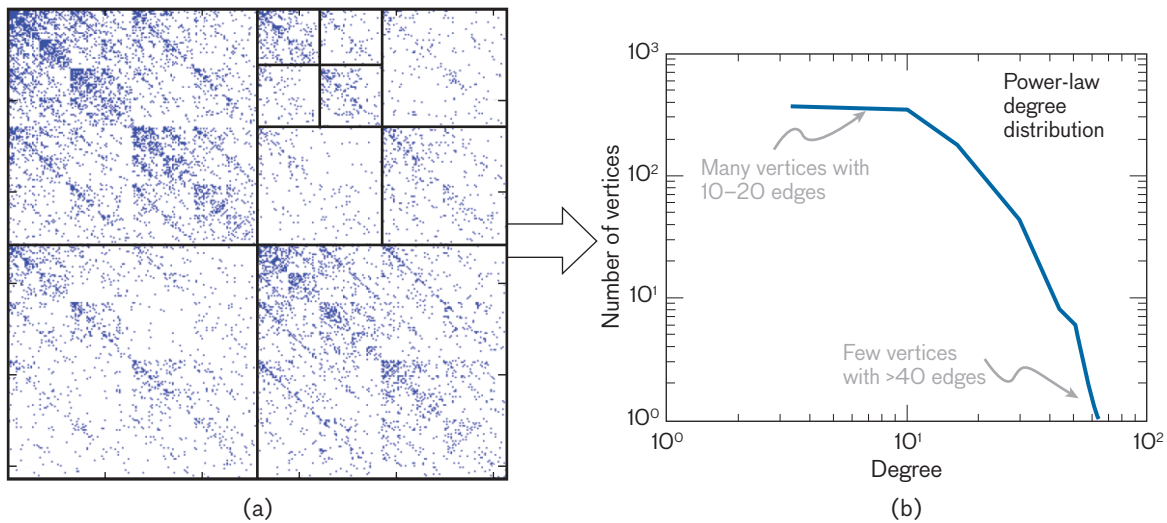 10³
10²
10¹
10⁰
Number of vertices
Power-law
degree
distribution
Many vertices with
10–20 edges
Few vertices
with >40 edges
10⁰
10¹
10²
Degree
(a)
(b)